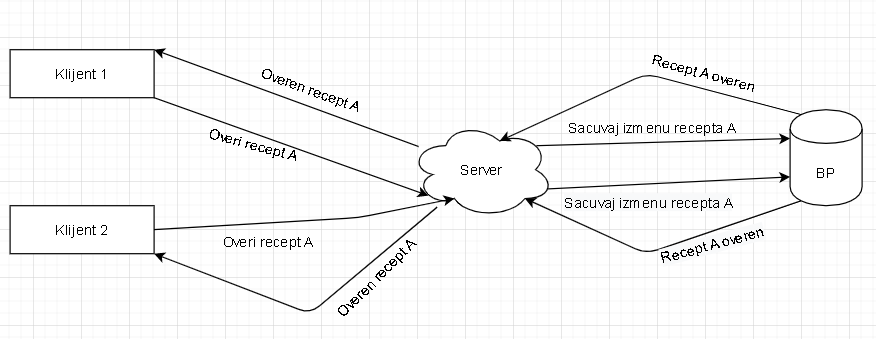 Klijent 1
Overen recept A
Overi recept A
Recept A overen
Sacuvaj izmenu recepta A
Server
BP
Sacuvaj izmenu recepta A
Recept A overen
Klijent 2
Overi recept A
Overen recept A